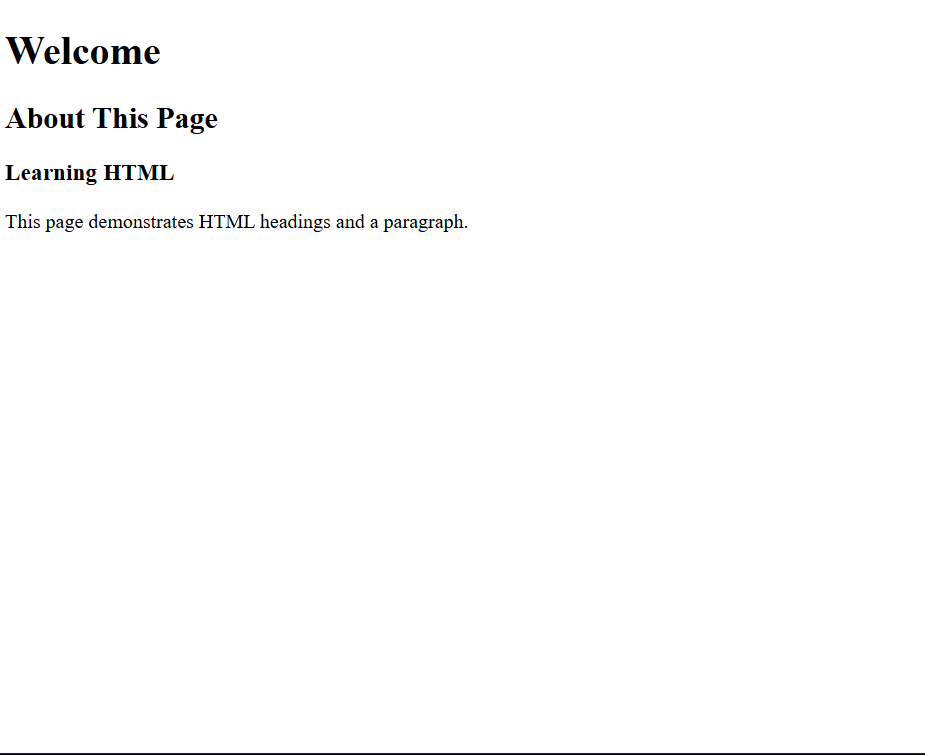 Welcome
About This Page
Learning HTML
This page demonstrates HTML headings and a paragraph.